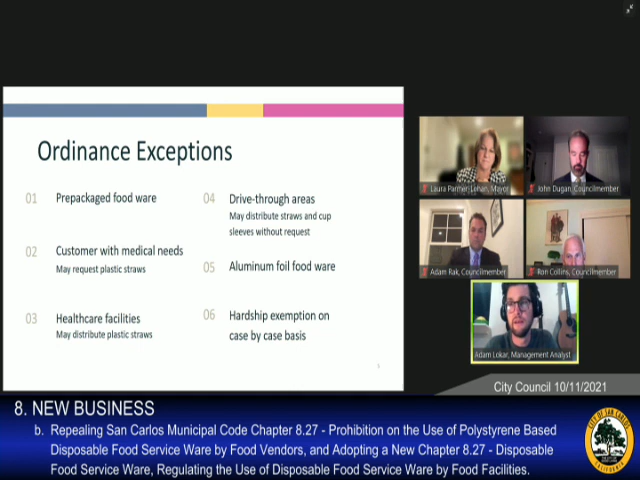 Ordinance Exceptions
01 Prepackaged food ware
02 Customer with medical needs
May request plastic straws
03 Healthcare facilities
May distribute plastic straws
04 Drive-through areas
May distribute straws and cup
sleeves without request
05 Aluminum foil food ware
06 Hardship exemption on
case by case basis
Laura Parmer-Lohan, Mayor
John Dugan, Councilmember
Adam Rak, Councilmember
Ron Collins, Councilmember
Adam Lokar, Management Analyst
City Council 10/11/2021
8. NEW BUSINESS
b. Repealing San Carlos Municipal Code Chapter 8.27 - Prohibition on the Use of Polystyrene Based
Disposable Food Service Ware by Food Vendors, and Adopting a New Chapter 8.27 - Disposable
Food Service Ware, Regulating the Use of Disposable Food Service Ware by Food Facilities.
CITY OF SAN CARLOS
CALIFORNIA